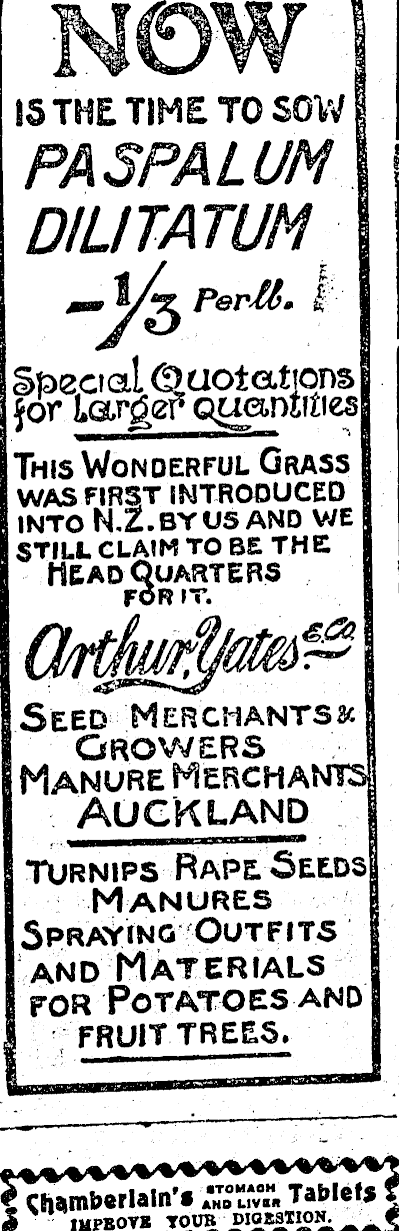 NOW
IS THE TIME TO SOW
PASPALUM
DILITATUM
-1/3 Per lb.
Special Quotations
for Larger Quantities
THIS WONDERFUL GRASS
WAS FIRST INTRODUCED
INTO N.Z. BY US AND WE
STILL CLAIM TO BE THE
HEAD QUARTERS
FOR IT.
Arthur Yates & Co.
SEED MERCHANTS &
GROWERS
MANURE MERCHANTS
AUCKLAND
TURNIPS RAPE SEEDS
MANURES
SPRAYING OUTFITS
AND MATERIALS
FOR POTATOES AND
FRUIT TREES.
Chamberlain's STOMACH AND LIVER Tablets
IMPROVE YOUR DIGESTION.